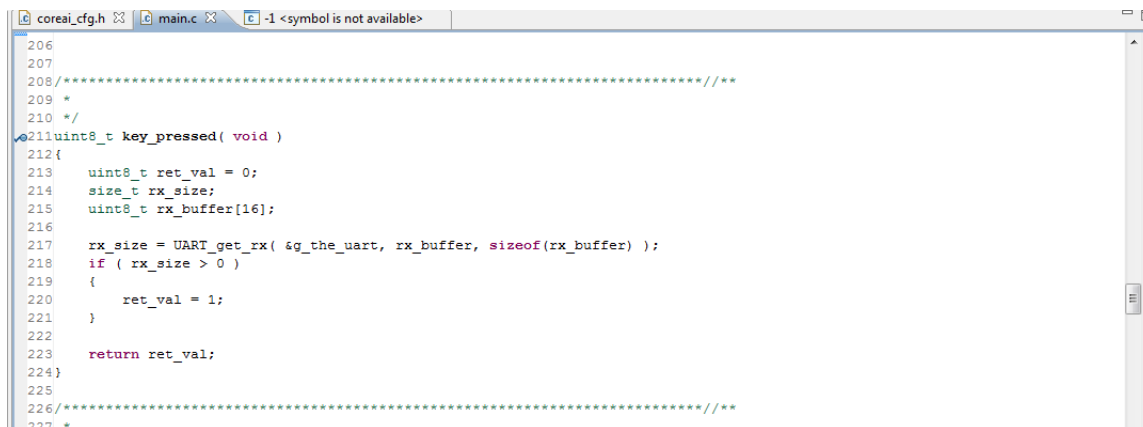 coreai_cfg.h main.c -1 <symbol is not available>
206
207
208/**************************************************************************//**
209 *
210 */
211uint8_t key_pressed( void )
212{
213 uint8_t ret_val = 0;
214 size_t rx_size;
215 uint8_t rx_buffer[16];
216
217 rx_size = UART_get_rx( &g_the_uart, rx_buffer, sizeof(rx_buffer) );
218 if ( rx_size > 0 )
219 {
220 ret_val = 1;
221 }
222
223 return ret_val;
224}
225
226/**************************************************************************//**
227 *